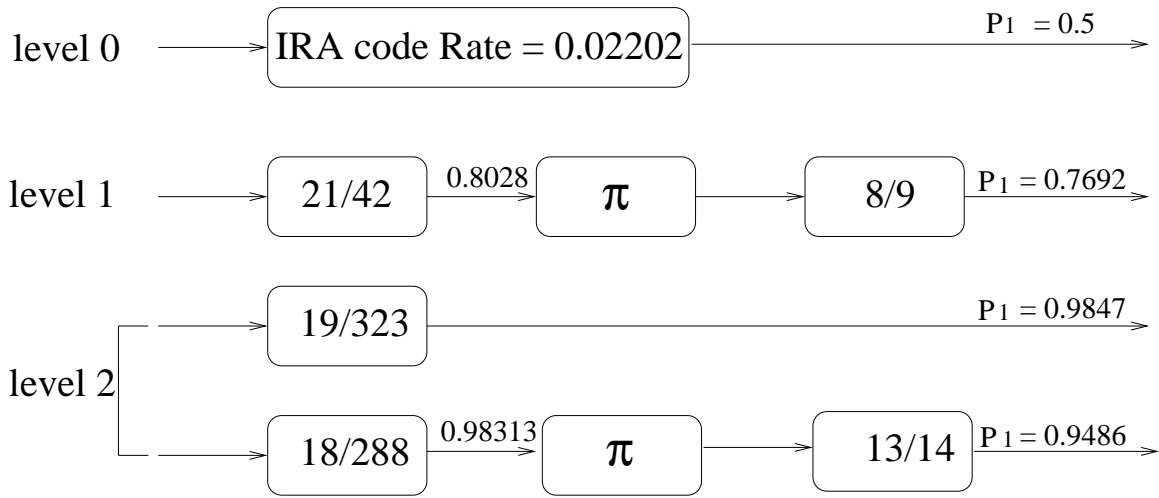 level 0 IRA code Rate = 0.02202 P1 = 0.5
level 1 21/42 0.8028 π 8/9 P1 = 0.7692
19/323 P1 = 0.9847
level 2
18/288 0.98313 π 13/14 P1 = 0.9486